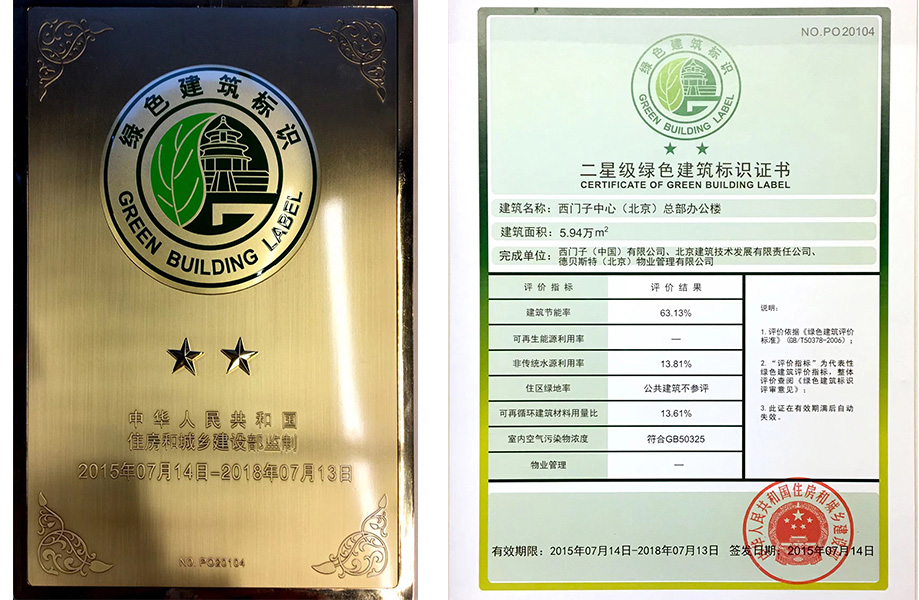 绿色建筑标识
GREEN BUILDING LABEL
中华人民共和国
住房和城乡建设部监制
2015年07月14日-2018年07月13日
NO. PO20104
NO.PO20104
绿色建筑标识
GREEN BUILDING LABEL
二星级绿色建筑标识证书
CERTIFICATE OF GREEN BUILDING LABEL
建筑名称：西门子中心（北京）总部办公楼
建筑面积：5.94万m²
完成单位：西门子（中国）有限公司、北京建筑技术发展有限责任公司、
德贝斯特（北京）物业管理有限公司
评价指标 评价结果
建筑节能率 63.13%
可再生能源利用率 —
非传统水源利用率 13.81%
住区绿地率 公共建筑不参评
可再循环建筑材料用量比 13.61%
室内空气污染物浓度 符合GB50325
物业管理 —
说明：
1.评价依据《绿色建筑评价
标准》（GB/T50378-2006）；
2.“评价指标”为代表性
绿色建筑评价指标，整体
评价查阅《绿色建筑标识
评审意见》；
3.此证在有效期满后自动
失效。
中华人民共和国住房和城乡建设部
有效期限：2015年07月14日-2018年07月13日 签发日期：2015年07月14日